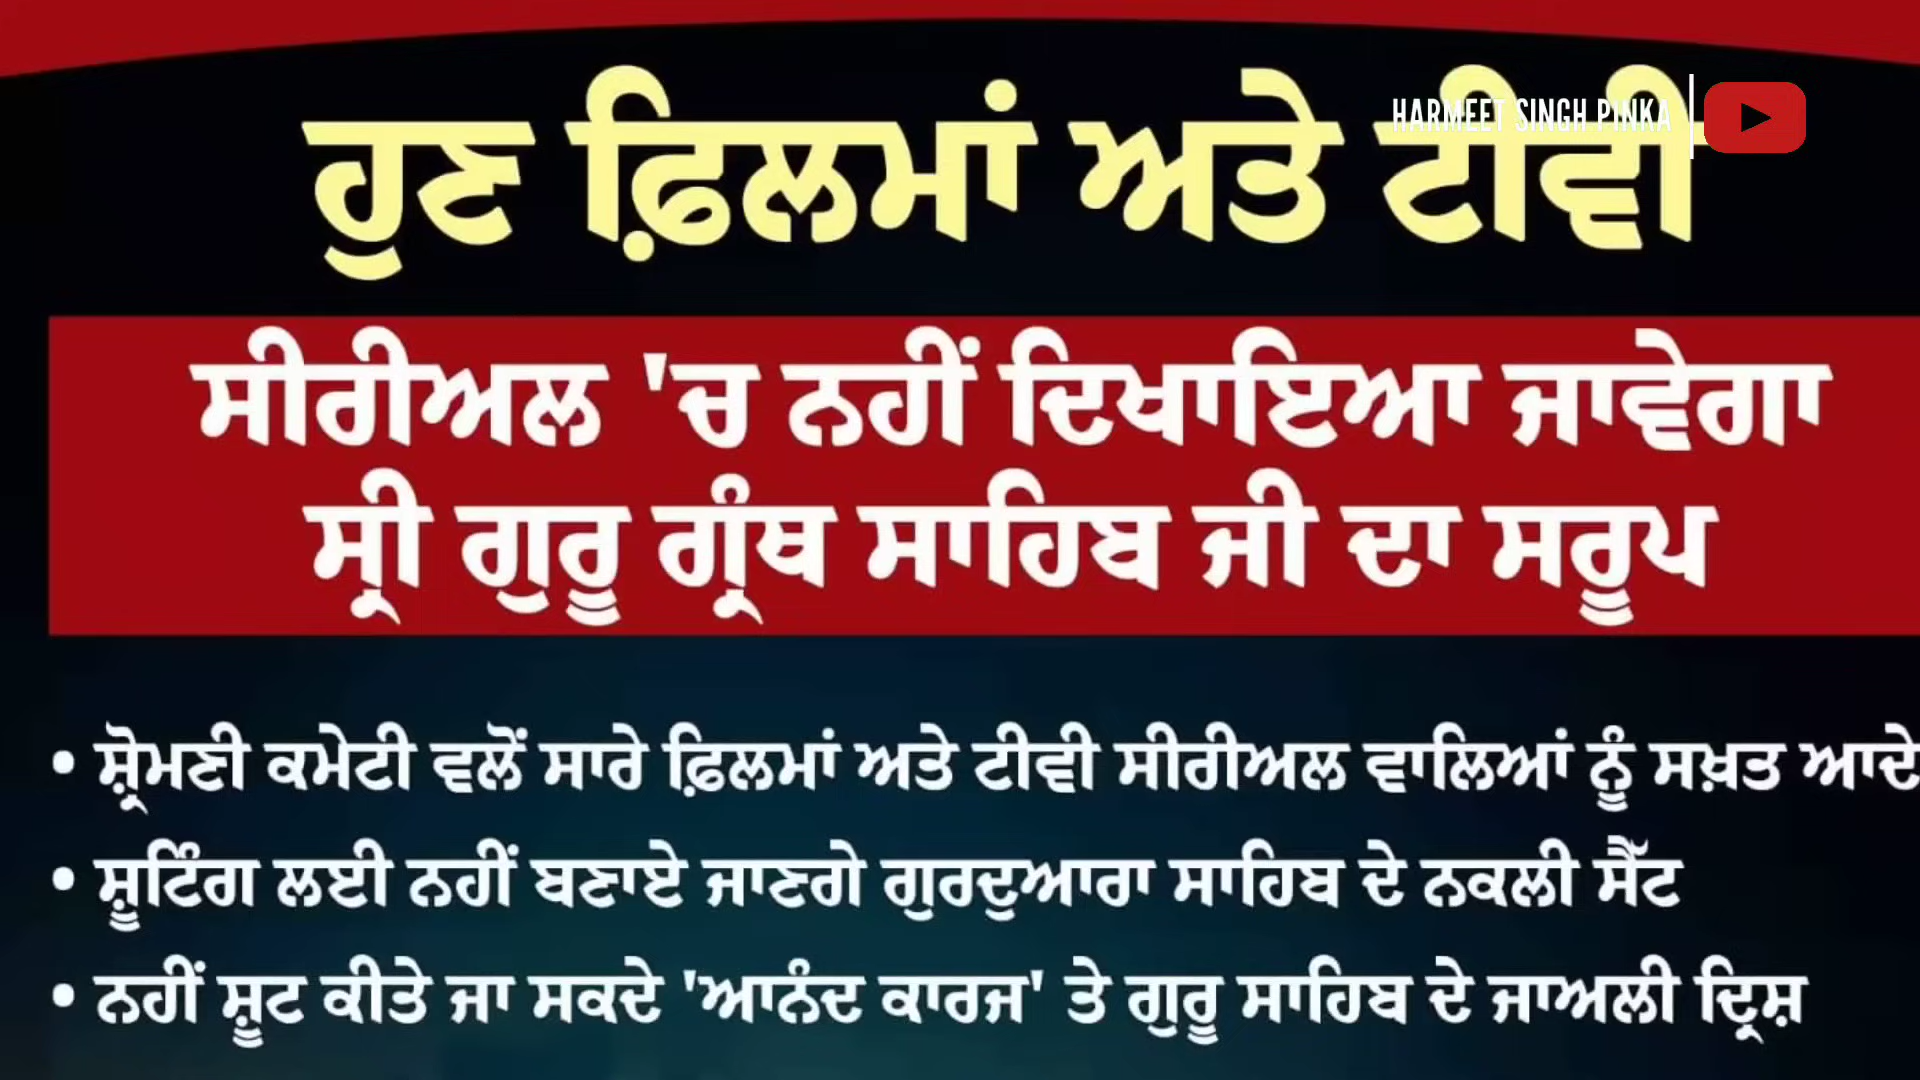 HARMEET SINGH PINKA
ਹੁਣ ਫ਼ਿਲਮਾਂ ਅਤੇ ਟੀਵੀ
ਸੀਰੀਅਲ 'ਚ ਨਹੀਂ ਦਿਖਾਇਆ ਜਾਵੇਗਾ
ਸ੍ਰੀ ਗੁਰੂ ਗ੍ਰੰਥ ਸਾਹਿਬ ਜੀ ਦਾ ਸਰੂਪ
• ਸ਼੍ਰੋਮਣੀ ਕਮੇਟੀ ਵਲੋਂ ਸਾਰੇ ਫ਼ਿਲਮਾਂ ਅਤੇ ਟੀਵੀ ਸੀਰੀਅਲ ਵਾਲਿਆਂ ਨੂੰ ਸਖ਼ਤ ਆਦੇ
• ਸ਼ੂਟਿੰਗ ਲਈ ਨਹੀਂ ਬਣਾਏ ਜਾਣਗੇ ਗੁਰਦੁਆਰਾ ਸਾਹਿਬ ਦੇ ਨਕਲੀ ਸੈੱਟ
• ਨਹੀਂ ਸ਼ੂਟ ਕੀਤੇ ਜਾ ਸਕਦੇ 'ਆਨੰਦ ਕਾਰਜ' ਤੇ ਗੁਰੂ ਸਾਹਿਬ ਦੇ ਜਾਅਲੀ ਦ੍ਰਿਸ਼